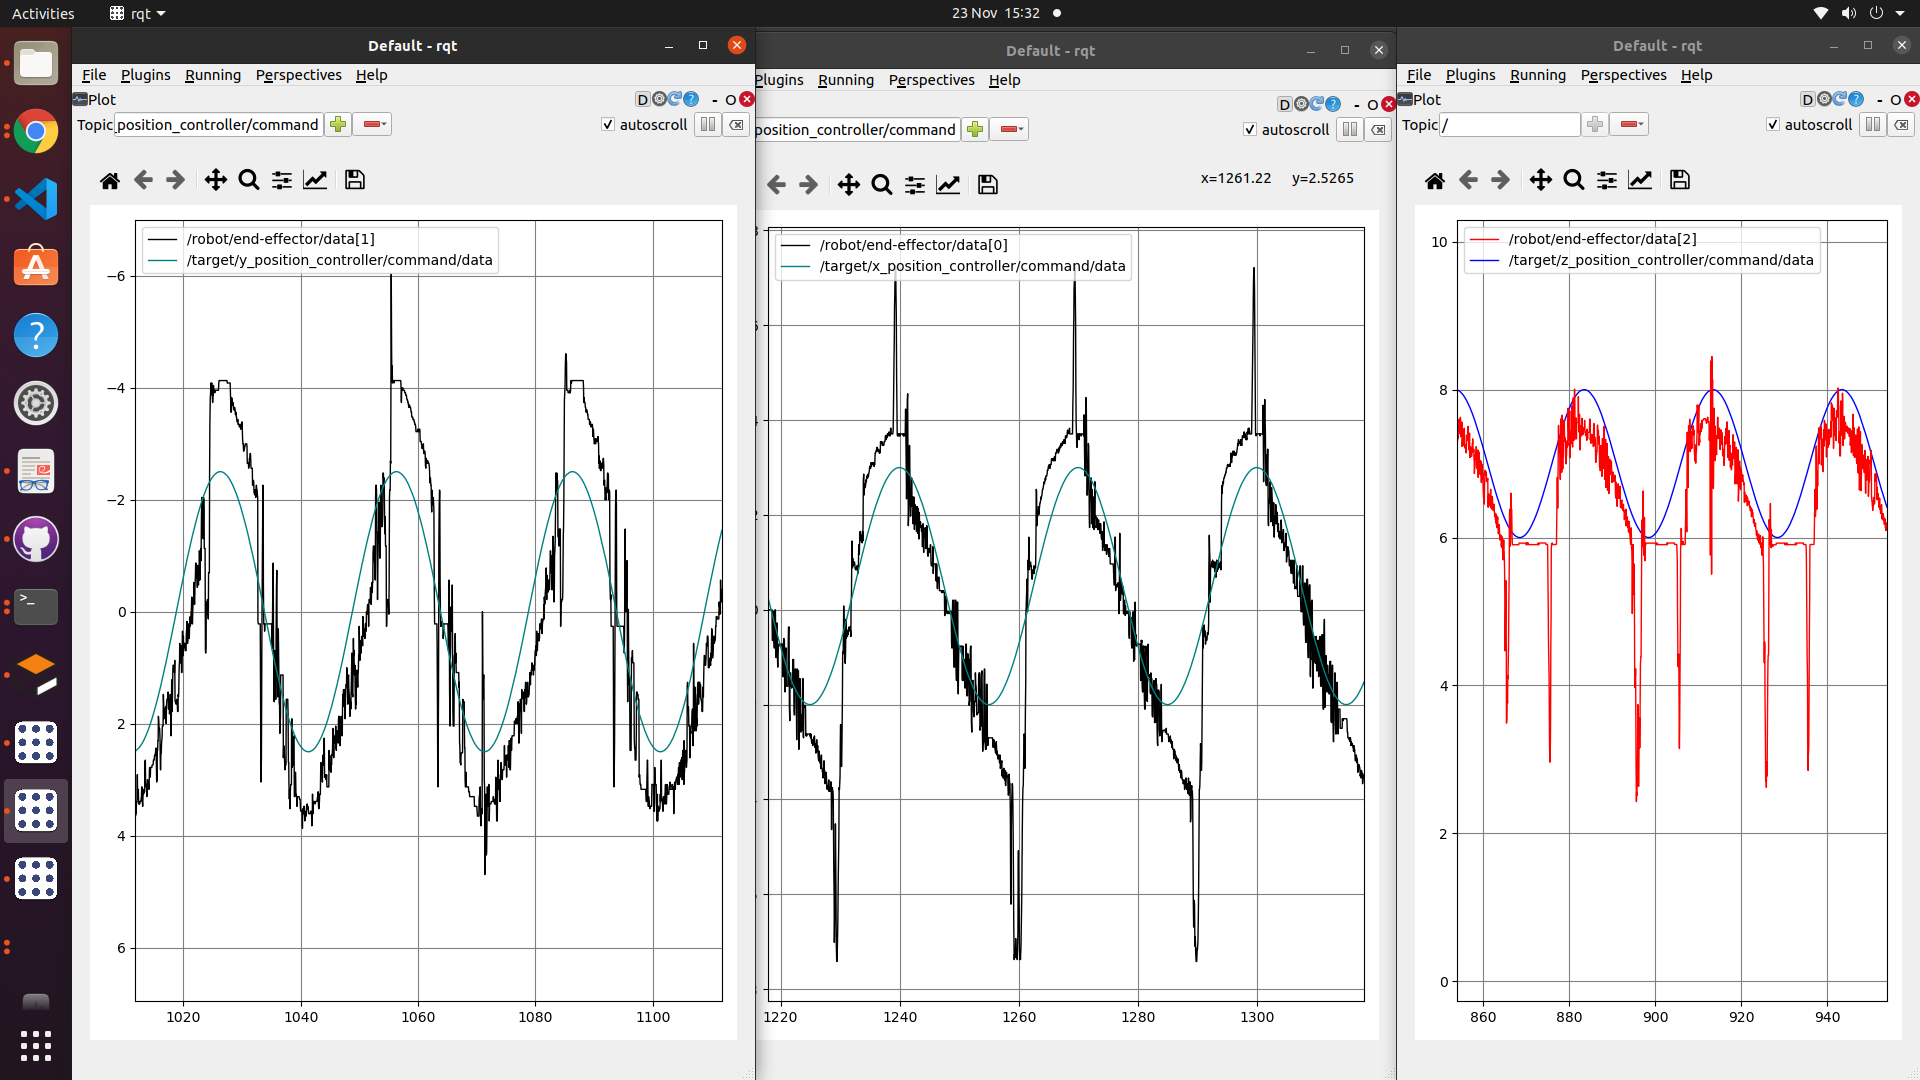 Activities rqt 23 Nov 15:32
Default - rqt
File Plugins Running Perspectives Help
Plot D - O
Topic position_controller/command autoscroll
/robot/end-effector/data[1]
/target/y_position_controller/command/data
−6
−4
−2
0
2
4
6
1020 1040 1060 1080 1100
Default - rqt
Plugins Running Perspectives Help
D - O
position_controller/command autoscroll
x=1261.22 y=2.5265
/robot/end-effector/data[0]
/target/x_position_controller/command/data
1220 1240 1260 1280 1300
Default - rqt
File Plugins Running Perspectives Help
Plot D - O
Topic / autoscroll
/robot/end-effector/data[2]
/target/z_position_controller/command/data
10
8
6
4
2
0
860 880 900 920 940